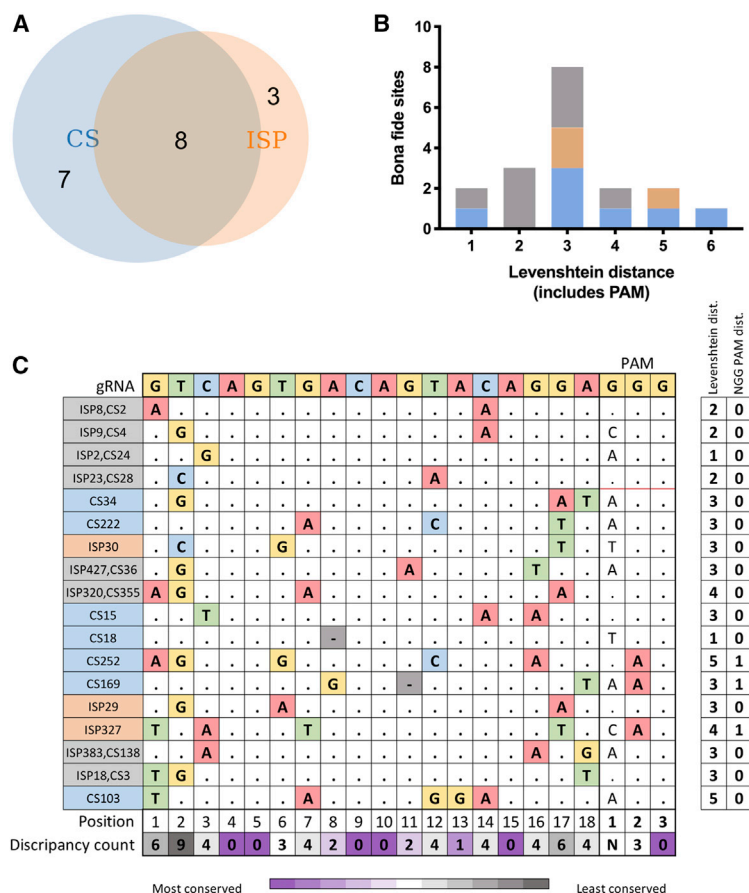 A
CS
7
8
3
ISP
B
Bona fide sites
10
8
6
4
2
0
1 2 3 4 5 6
Levenshtein distance
(includes PAM)
C
PAM
Levenshtein dist.
NGG PAM dist.
gRNA G T C A G T G A C A G T A C A G G A G G G
ISP8,CS2 A . . . . . . . . . . . . A . . . . . . . 2 0
ISP9,CS4 . G . . . . . . . . . . . A . . . . C . . 2 0
ISP2,CS24 . . G . . . . . . . . . . . . . . . A . . 1 0
ISP23,CS28 . C . . . . . . . . . A . . . . . . . . . 2 0
CS34 . G . . . . . . . . . . . . . . A T A . . 3 0
CS222 . . . . . . A . . . . C . . . . T . A . . 3 0
ISP30 . C . . . G . . . . . . . . . . T . T . . 3 0
ISP427,CS36 . G . . . . . . . . A . . . . T . . A . . 3 0
ISP320,CS355 A G . . . . A . . . . . . . . . A . . . . 4 0
CS15 . . T . . . . . . . . . . A . A . . . . . 3 0
CS18 . . . . . . . - . . . . . . . . . . T . . 1 0
CS252 A G . . . G . . . . . C . . . A . . . A . 5 1
CS169 . . . . . . . G . . - . . . . . . T A A . 3 1
ISP29 . G . . . A . . . . . . . . . . A . . . . 3 0
ISP327 T . A . . . T . . . . . . . . . T . C A . 4 1
ISP383,CS138 . . A . . . . . . . . . . . . A . G A . . 3 0
ISP18,CS3 T G . . . . . . . . . . . . . . . T . . . 3 0
CS103 T . . . . . A . . . . G G A . . . . A . . 5 0
Position 1 2 3 4 5 6 7 8 9 10 11 12 13 14 15 16 17 18 1 2 3
Discripancy count 6 9 4 0 0 3 4 2 0 0 2 4 1 4 0 4 6 4 N 3 0
Most conserved Least conserved